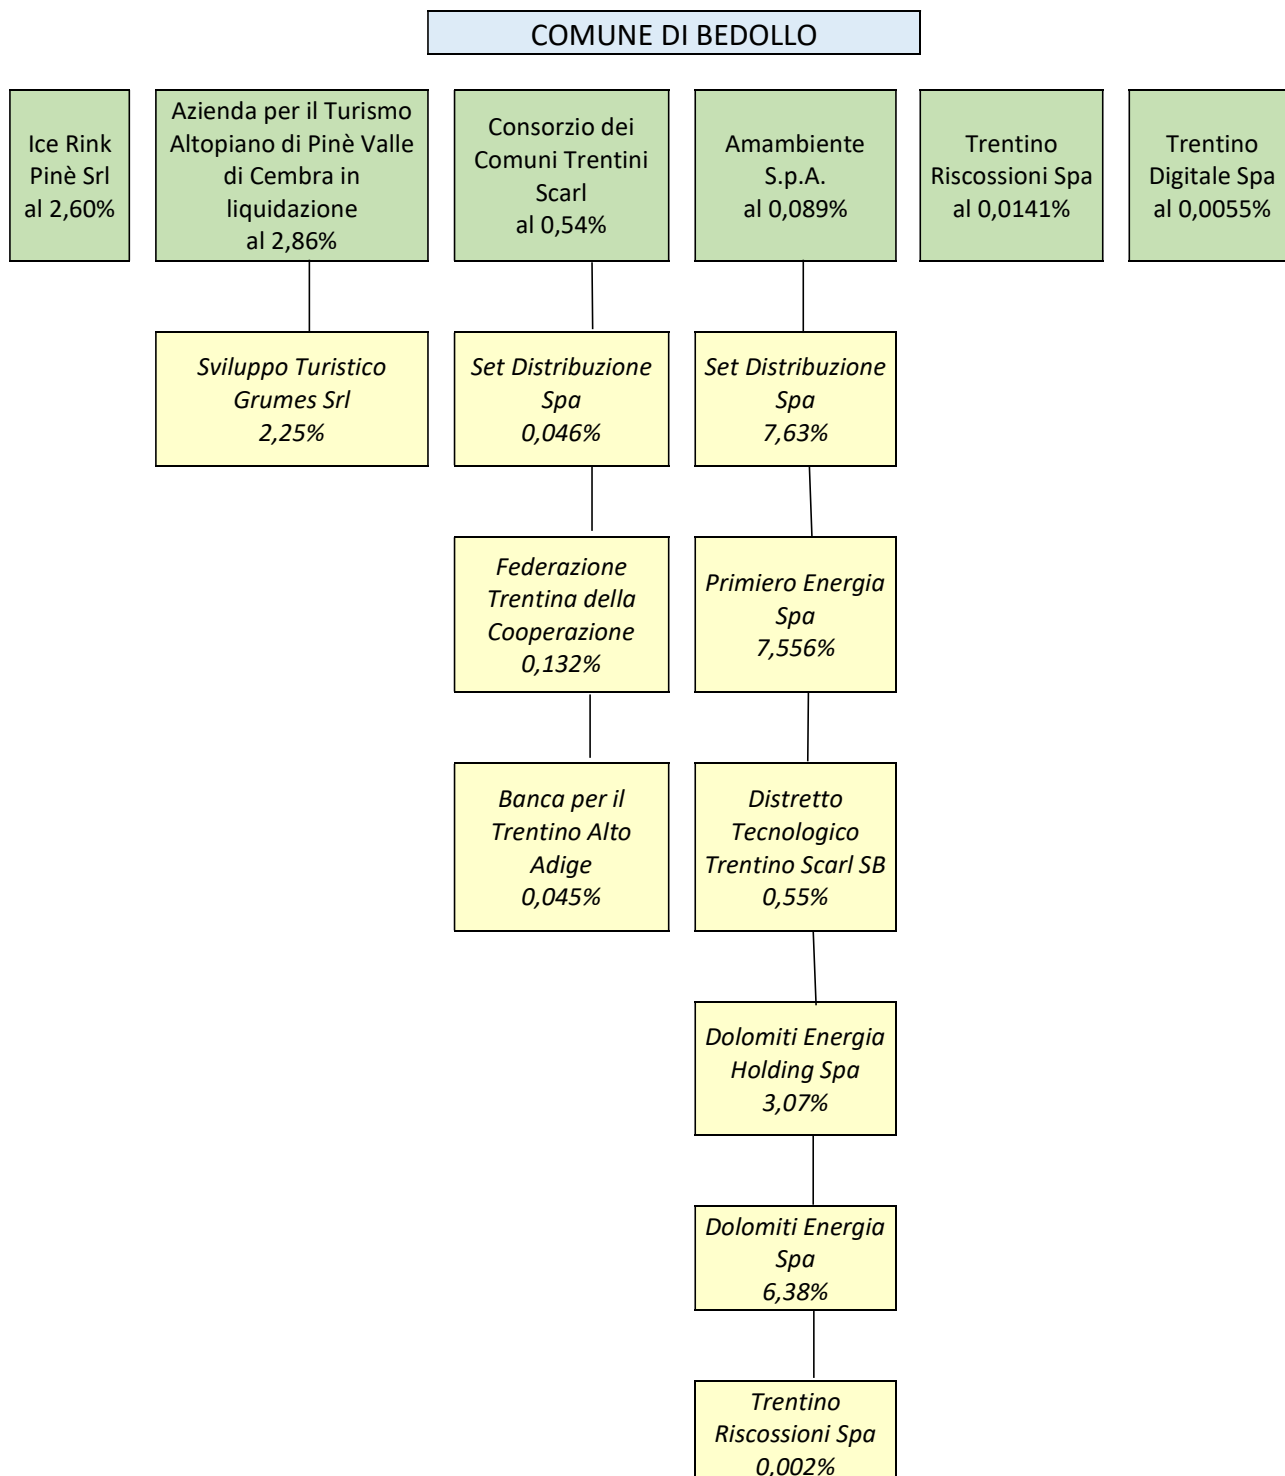 COMUNE DI BEDOLLO
Ice Rink
Pinè Srl
al 2,60%
Azienda per il Turismo
Altopiano di Pinè Valle
di Cembra in
liquidazione
al 2,86%
Consorzio dei
Comuni Trentini
Scarl
al 0,54%
Amambiente
S.p.A.
al 0,089%
Trentino
Riscossioni Spa
al 0,0141%
Trentino
Digitale Spa
al 0,0055%
Sviluppo Turistico
Grumes Srl
2,25%
Set Distribuzione
Spa
0,046%
Set Distribuzione
Spa
7,63%
Federazione
Trentina della
Cooperazione
0,132%
Primiero Energia
Spa
7,556%
Banca per il
Trentino Alto
Adige
0,045%
Distretto
Tecnologico
Trentino Scarl SB
0,55%
Dolomiti Energia
Holding Spa
3,07%
Dolomiti Energia
Spa
6,38%
Trentino
Riscossioni Spa
0,002%